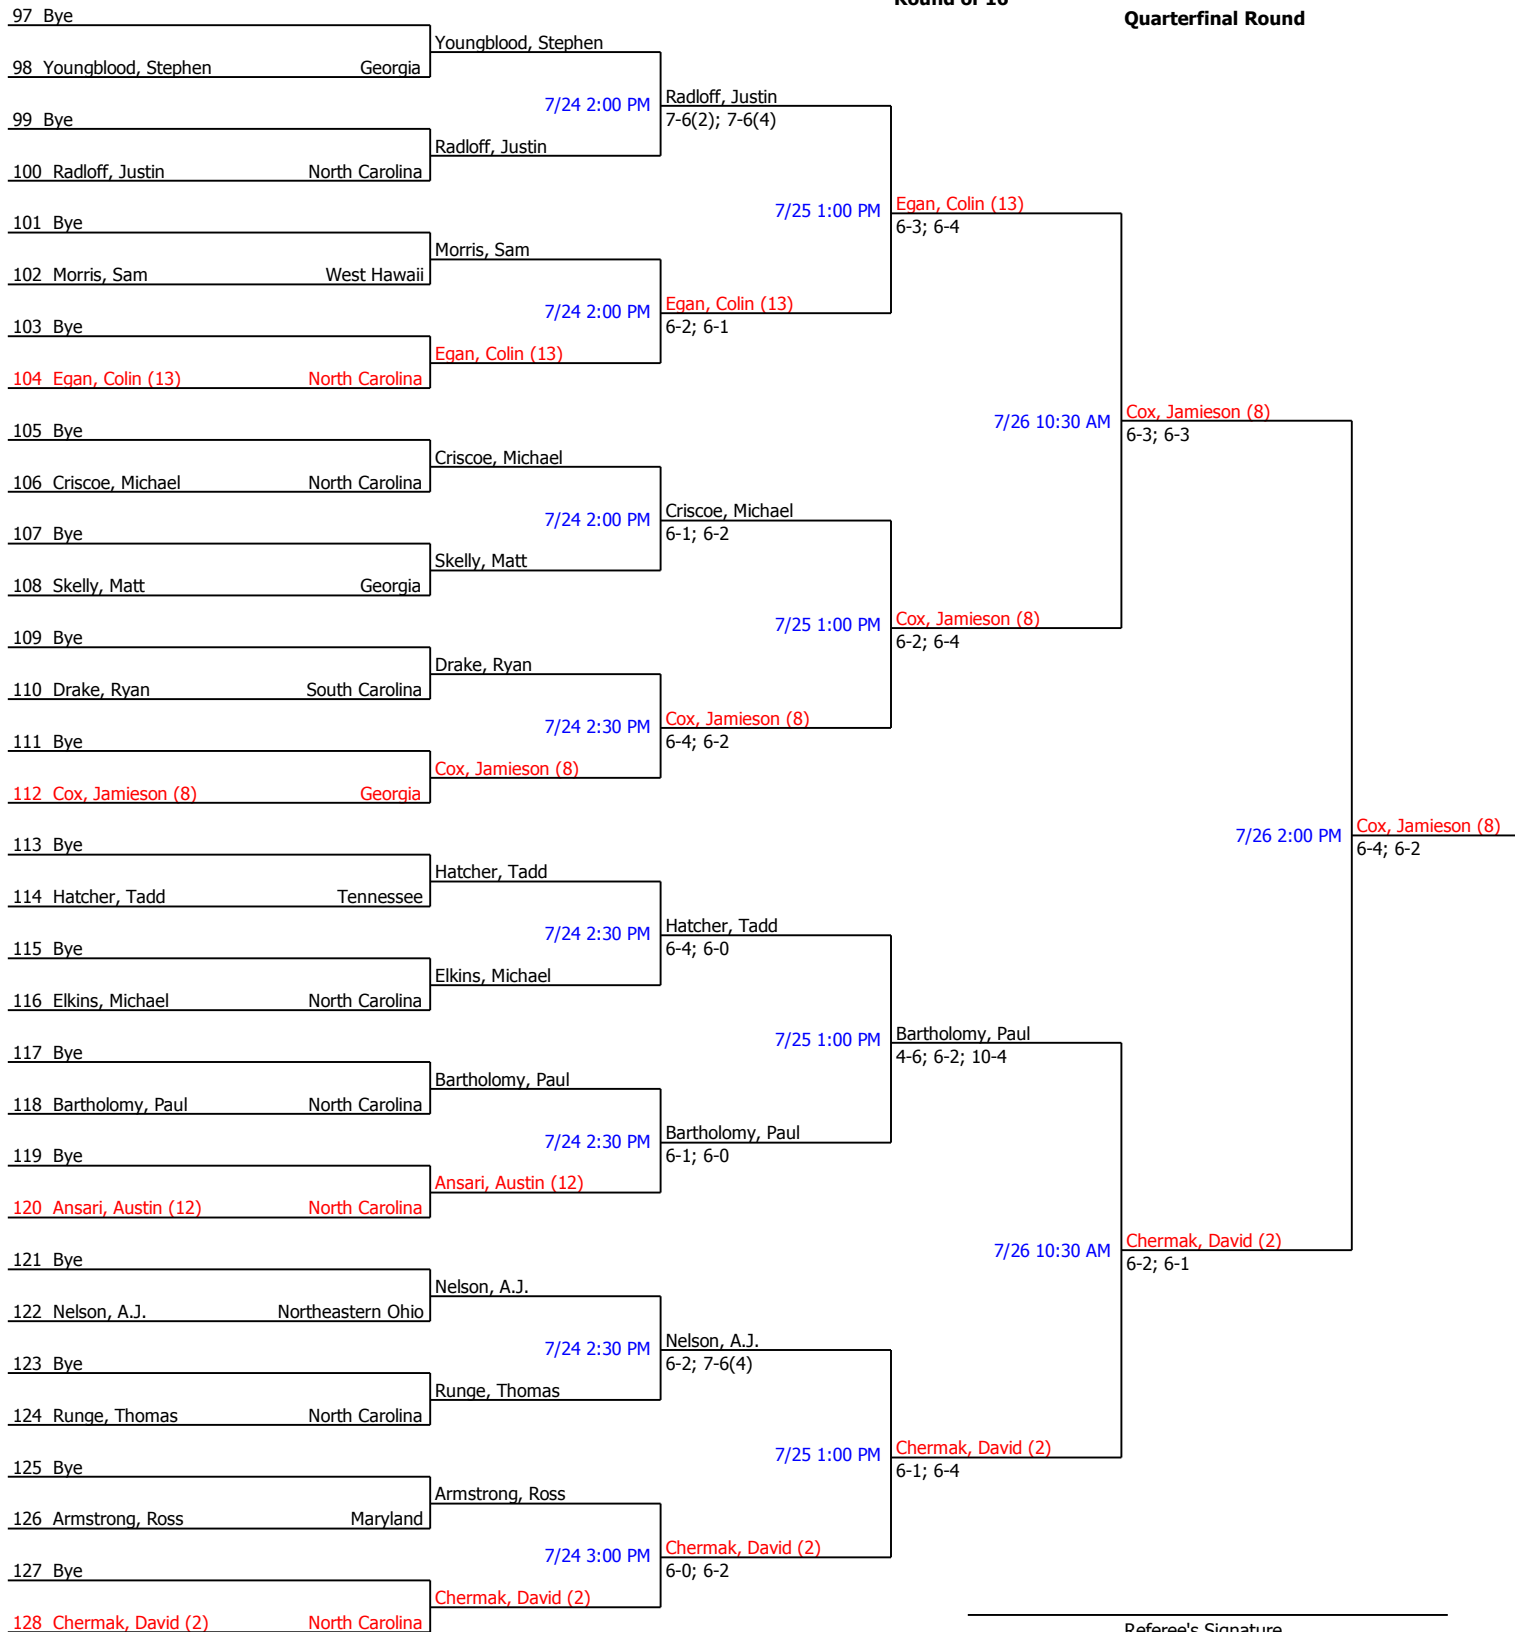 Round of 16
Quarterfinal Round
97 Bye
Youngblood, Stephen
98 Youngblood, Stephen Georgia
7/24 2:00 PM Radloff, Justin
7-6(2); 7-6(4)
99 Bye
Radloff, Justin
100 Radloff, Justin North Carolina
7/25 1:00 PM Egan, Colin (13)
6-3; 6-4
101 Bye
Morris, Sam
102 Morris, Sam West Hawaii
7/24 2:00 PM Egan, Colin (13)
6-2; 6-1
103 Bye
Egan, Colin (13)
104 Egan, Colin (13) North Carolina
7/26 10:30 AM Cox, Jamieson (8)
6-3; 6-3
105 Bye
Criscoe, Michael
106 Criscoe, Michael North Carolina
7/24 2:00 PM Criscoe, Michael
6-1; 6-2
107 Bye
Skelly, Matt
108 Skelly, Matt Georgia
7/25 1:00 PM Cox, Jamieson (8)
6-2; 6-4
109 Bye
Drake, Ryan
110 Drake, Ryan South Carolina
7/24 2:30 PM Cox, Jamieson (8)
6-4; 6-2
111 Bye
Cox, Jamieson (8)
112 Cox, Jamieson (8) Georgia
7/26 2:00 PM Cox, Jamieson (8)
6-4; 6-2
113 Bye
Hatcher, Tadd
114 Hatcher, Tadd Tennessee
7/24 2:30 PM Hatcher, Tadd
6-4; 6-0
115 Bye
Elkins, Michael
116 Elkins, Michael North Carolina
7/25 1:00 PM Bartholomy, Paul
4-6; 6-2; 10-4
117 Bye
Bartholomy, Paul
118 Bartholomy, Paul North Carolina
7/24 2:30 PM Bartholomy, Paul
6-1; 6-0
119 Bye
Ansari, Austin (12)
120 Ansari, Austin (12) North Carolina
7/26 10:30 AM Chermak, David (2)
6-2; 6-1
121 Bye
Nelson, A.J.
122 Nelson, A.J. Northeastern Ohio
7/24 2:30 PM Nelson, A.J.
6-2; 7-6(4)
123 Bye
Runge, Thomas
124 Runge, Thomas North Carolina
7/25 1:00 PM Chermak, David (2)
6-1; 6-4
125 Bye
Armstrong, Ross
126 Armstrong, Ross Maryland
7/24 3:00 PM Chermak, David (2)
6-0; 6-2
127 Bye
Chermak, David (2)
128 Chermak, David (2) North Carolina
Referee's Signature